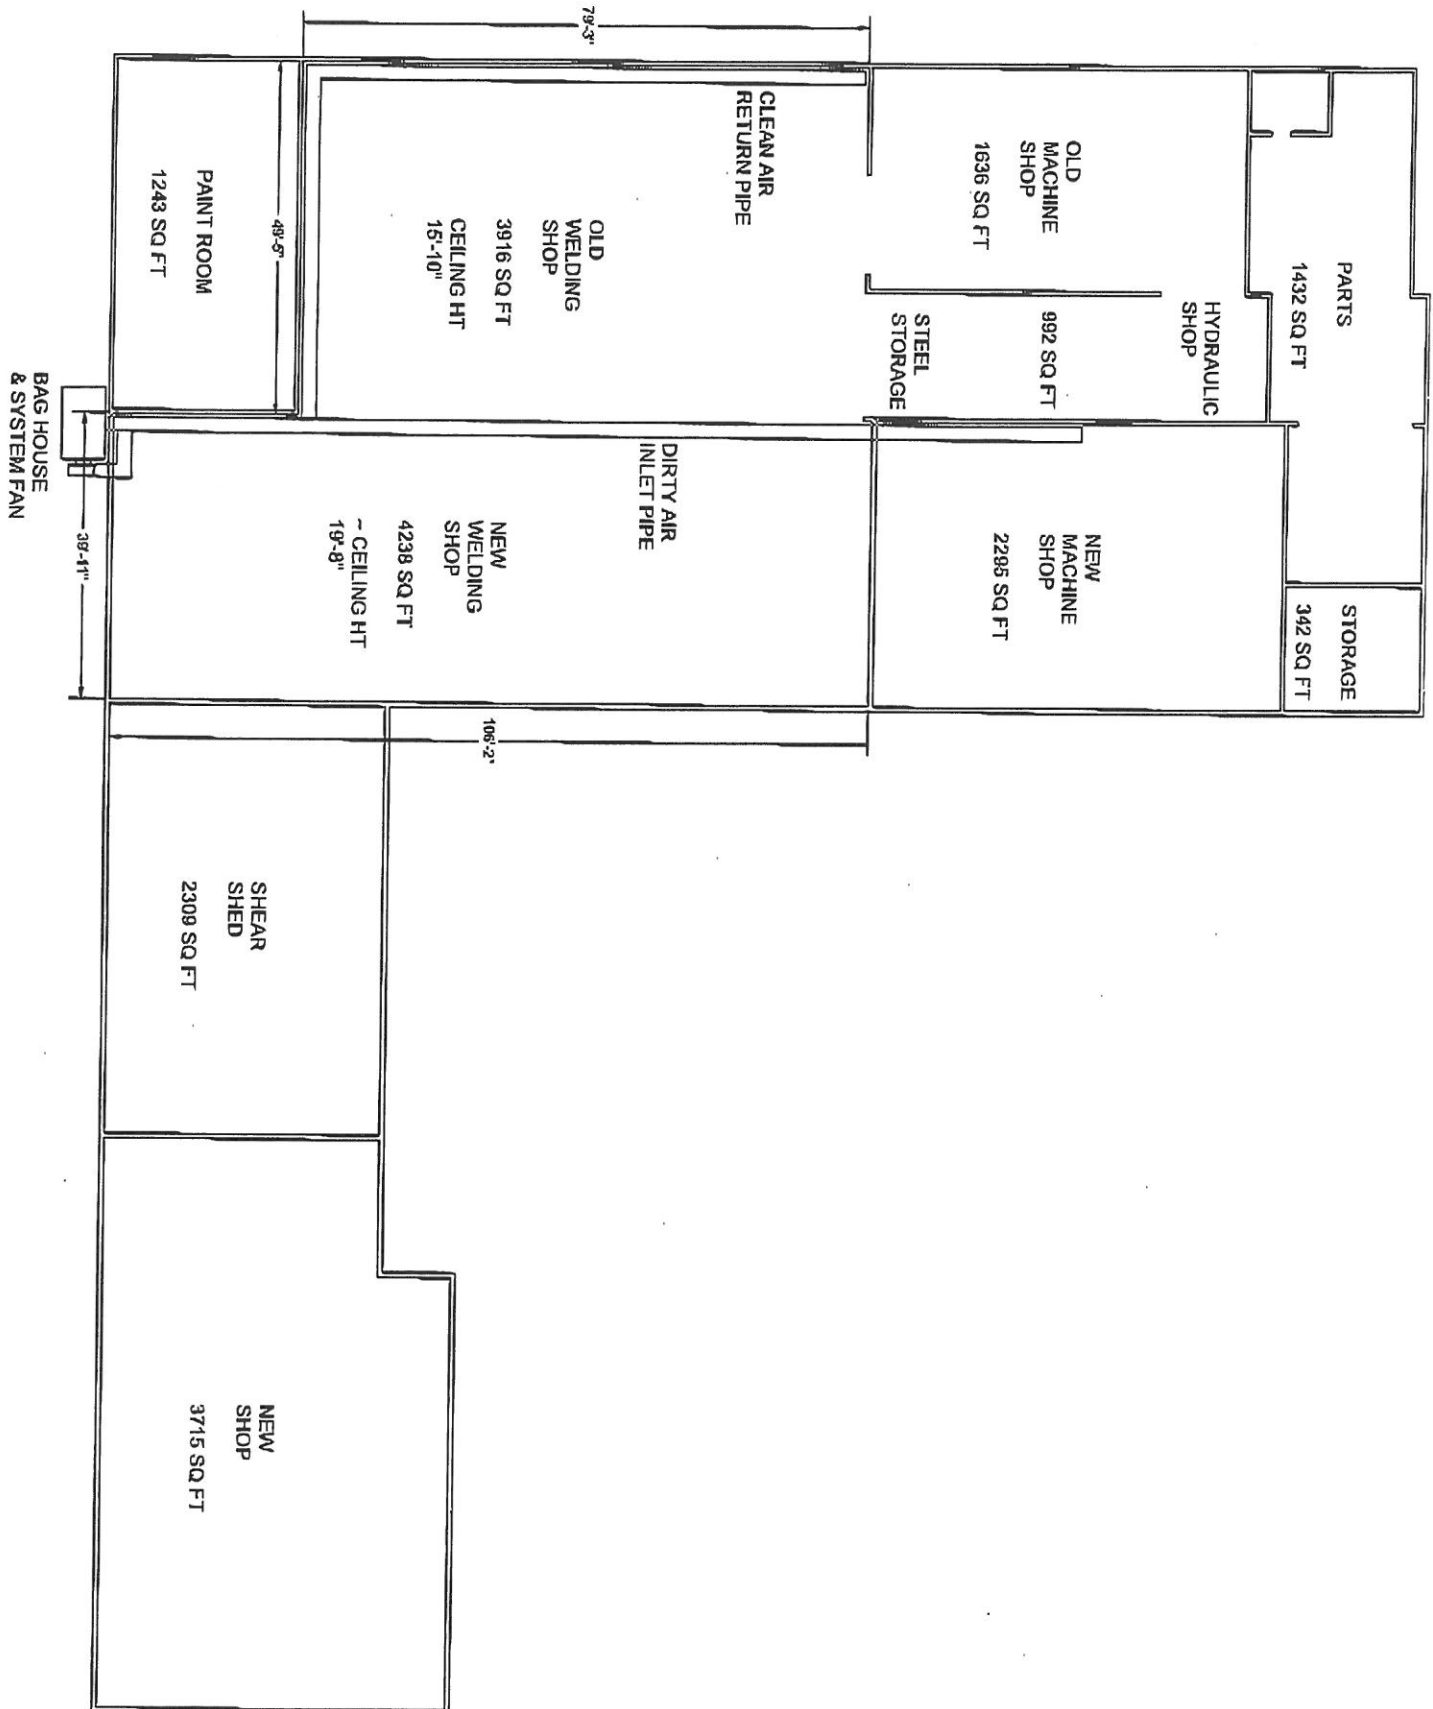 PARTS
1432 SQ FT
STORAGE
342 SQ FT
HYDRAULIC
SHOP
992 SQ FT
STEEL
STORAGE
OLD
MACHINE
SHOP
1636 SQ FT
NEW
MACHINE
SHOP
2295 SQ FT
79'-3"
CLEAN AIR
RETURN PIPE
OLD
WELDING
SHOP
3916 SQ FT
CEILING HT
15'-10"
DIRTY AIR
INLET PIPE
NEW
WELDING
SHOP
4238 SQ FT
~ CEILING HT
19'-8"
106'-2"
49'-5"
PAINT ROOM
1243 SQ FT
39'-11"
BAG HOUSE
& SYSTEM FAN
SHEAR
SHED
2309 SQ FT
NEW
SHOP
3715 SQ FT